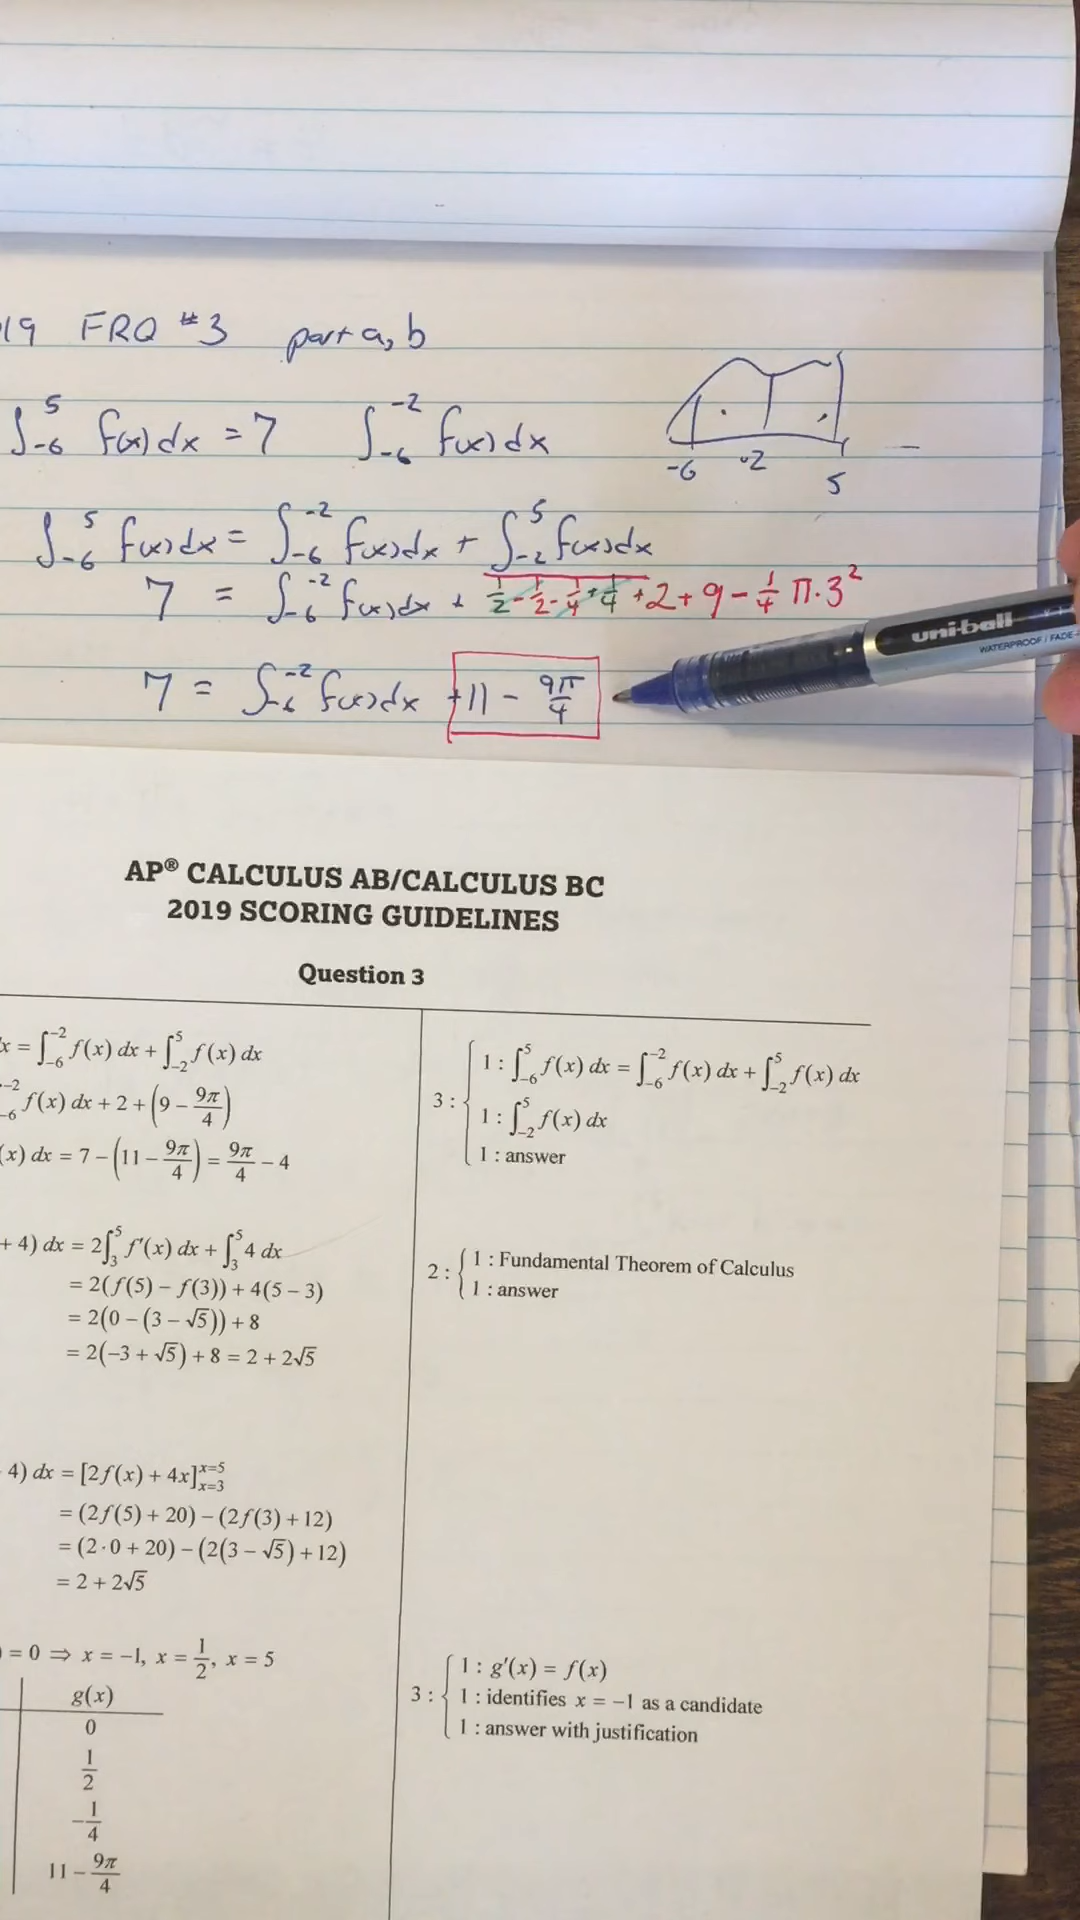 19 FRQ #3 part a, b
∫₋₆⁵ f(x) dx = 7 ∫₋₆⁻² f(x) dx
-6 -2 5
∫₋₆⁵ f(x) dx = ∫₋₆⁻² f(x) dx + ∫₋₂⁵ f(x) dx
7 = ∫₋₆⁻² f(x) dx + 1/2 - 1/2 - 1/4 + 1/4 + 2 + 9 - 1/4 π·3²
7 = ∫₋₆⁻² f(x) dx + 11 - 9π/4
uni-ball
WATERPROOF / FADE-
AP® CALCULUS AB/CALCULUS BC
2019 SCORING GUIDELINES
Question 3
x = ∫₋₆⁻² f(x) dx + ∫₋₂⁵ f(x) dx
f(x) dx + 2 + (9 - 9π/4)
(x) dx = 7 - (11 - 9π/4) = 9π/4 - 4
3 : { 1 : ∫₋₆⁵ f(x) dx = ∫₋₆⁻² f(x) dx + ∫₋₂⁵ f(x) dx
1 : ∫₋₂⁵ f(x) dx
1 : answer
+ 4) dx = 2∫₃⁵ f′(x) dx + ∫₃⁵ 4 dx
= 2(f(5) - f(3)) + 4(5 - 3)
= 2(0 - (3 - √5)) + 8
= 2(-3 + √5) + 8 = 2 + 2√5
2 : { 1 : Fundamental Theorem of Calculus
1 : answer
4) dx = [2f(x) + 4x]ₓ₌₃ˣ⁼⁵
= (2f(5) + 20) - (2f(3) + 12)
= (2·0 + 20) - (2(3 - √5) + 12)
= 2 + 2√5
= 0 ⇒ x = -1, x = 1/2, x = 5
g(x)
0
1/2
-1/4
11 - 9π/4
3 : { 1 : g′(x) = f(x)
1 : identifies x = -1 as a candidate
1 : answer with justification